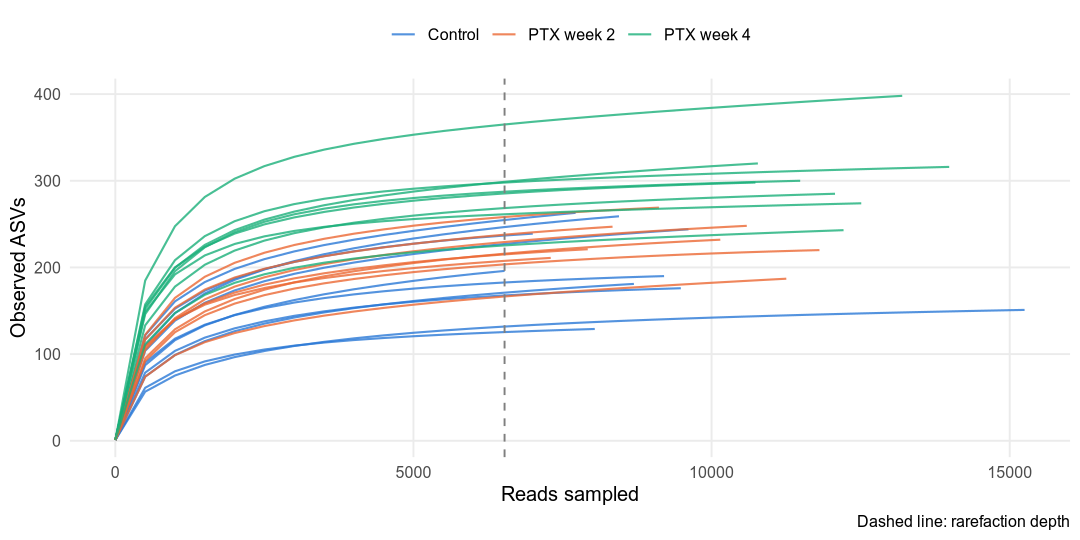 Control PTX week 2 PTX week 4
Observed ASVs
400
300
200
100
0
0 5000 10000 15000
Reads sampled
Dashed line: rarefaction depth